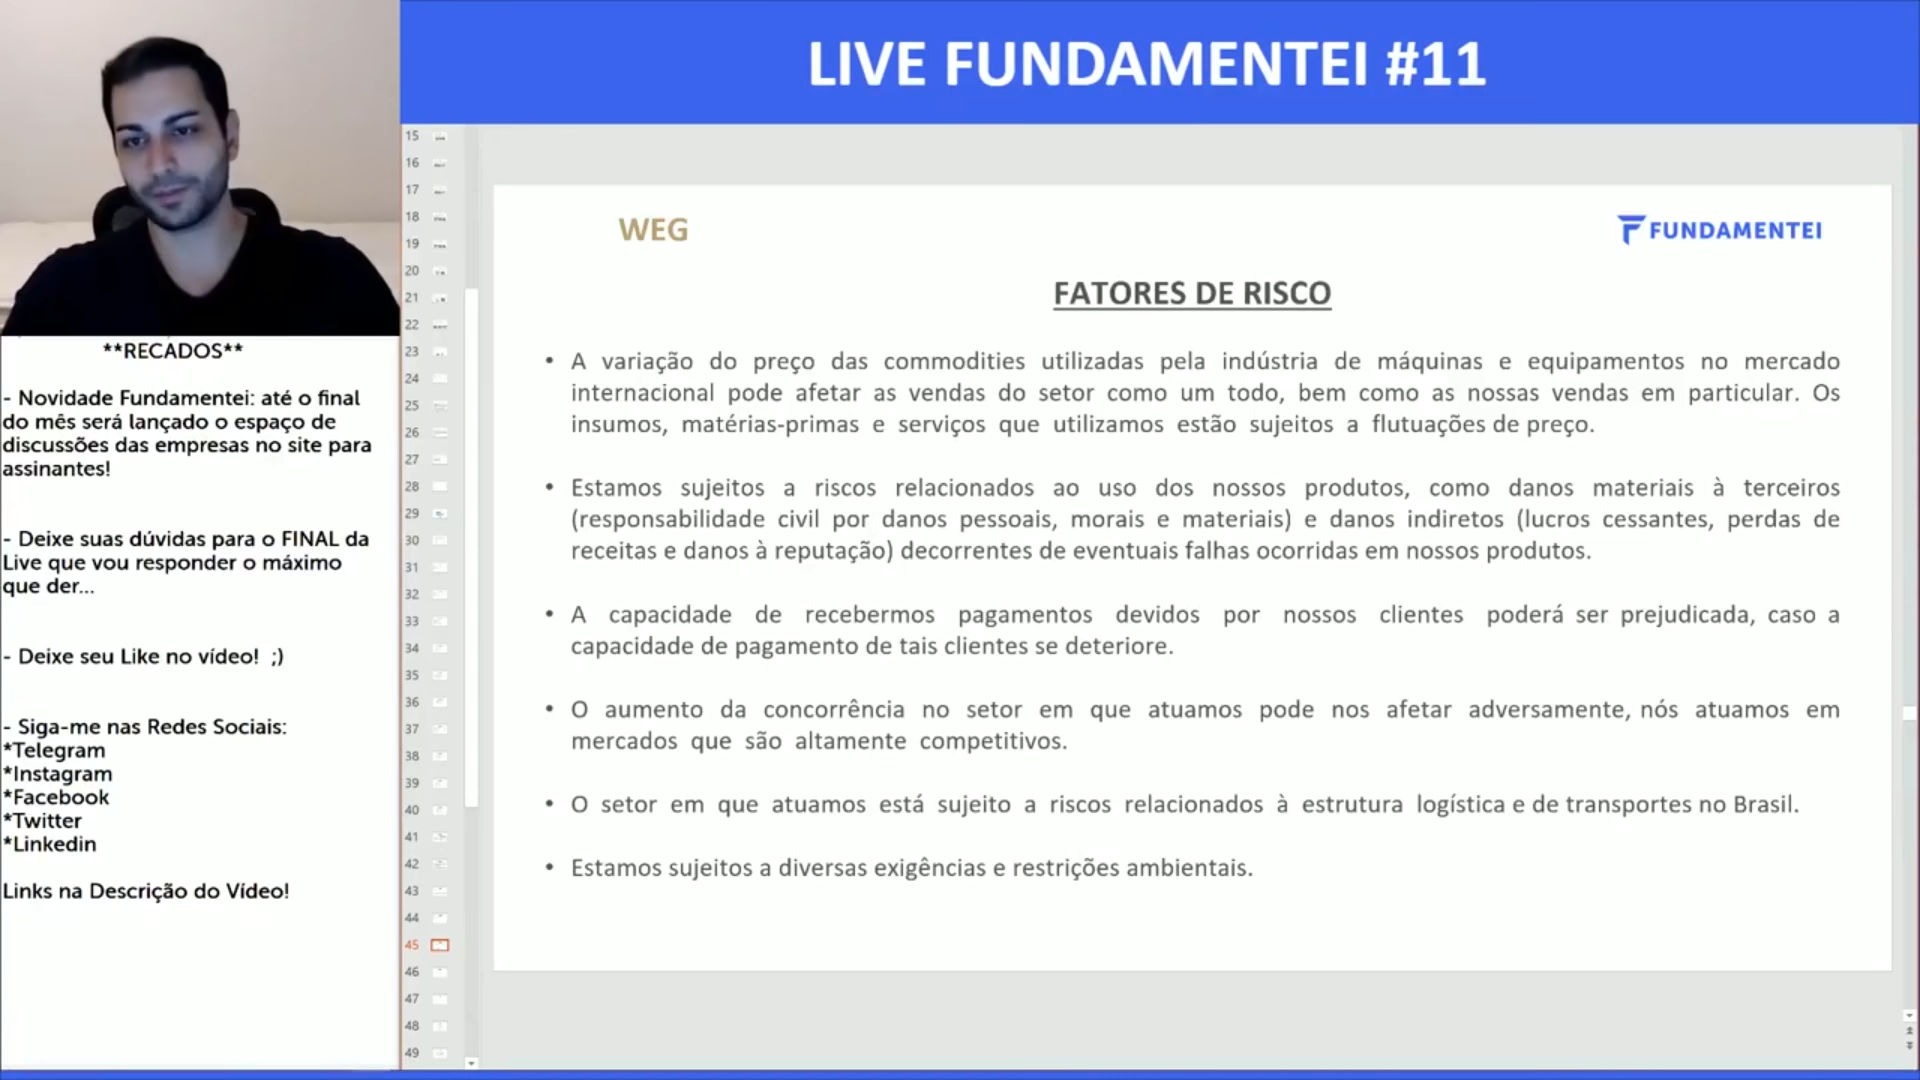 LIVE FUNDAMENTEI #11
**RECADOS**
- Novidade Fundamentei: até o final
do mês será lançado o espaço de
discussões das empresas no site para
assinantes!
- Deixe suas dúvidas para o FINAL da
Live que vou responder o máximo
que der...
- Deixe seu Like no vídeo!  ;)
- Siga-me nas Redes Sociais:
*Telegram
*Instagram
*Facebook
*Twitter
*Linkedin
Links na Descrição do Vídeo!
15
16
17
18
19
20
21
22
23
24
25
26
27
28
29
30
31
32
33
34
35
36
37
38
39
40
41
42
43
44
45
46
47
48
49
WEG
FUNDAMENTEI
FATORES DE RISCO
• A variação do preço das commodities utilizadas pela indústria de máquinas e equipamentos no mercado
internacional pode afetar as vendas do setor como um todo, bem como as nossas vendas em particular. Os
insumos, matérias-primas e serviços que utilizamos estão sujeitos a flutuações de preço.
• Estamos sujeitos a riscos relacionados ao uso dos nossos produtos, como danos materiais à terceiros
(responsabilidade civil por danos pessoais, morais e materiais) e danos indiretos (lucros cessantes, perdas de
receitas e danos à reputação) decorrentes de eventuais falhas ocorridas em nossos produtos.
• A capacidade de recebermos pagamentos devidos por nossos clientes poderá ser prejudicada, caso a
capacidade de pagamento de tais clientes se deteriore.
• O aumento da concorrência no setor em que atuamos pode nos afetar adversamente, nós atuamos em
mercados que são altamente competitivos.
• O setor em que atuamos está sujeito a riscos relacionados à estrutura logística e de transportes no Brasil.
• Estamos sujeitos a diversas exigências e restrições ambientais.